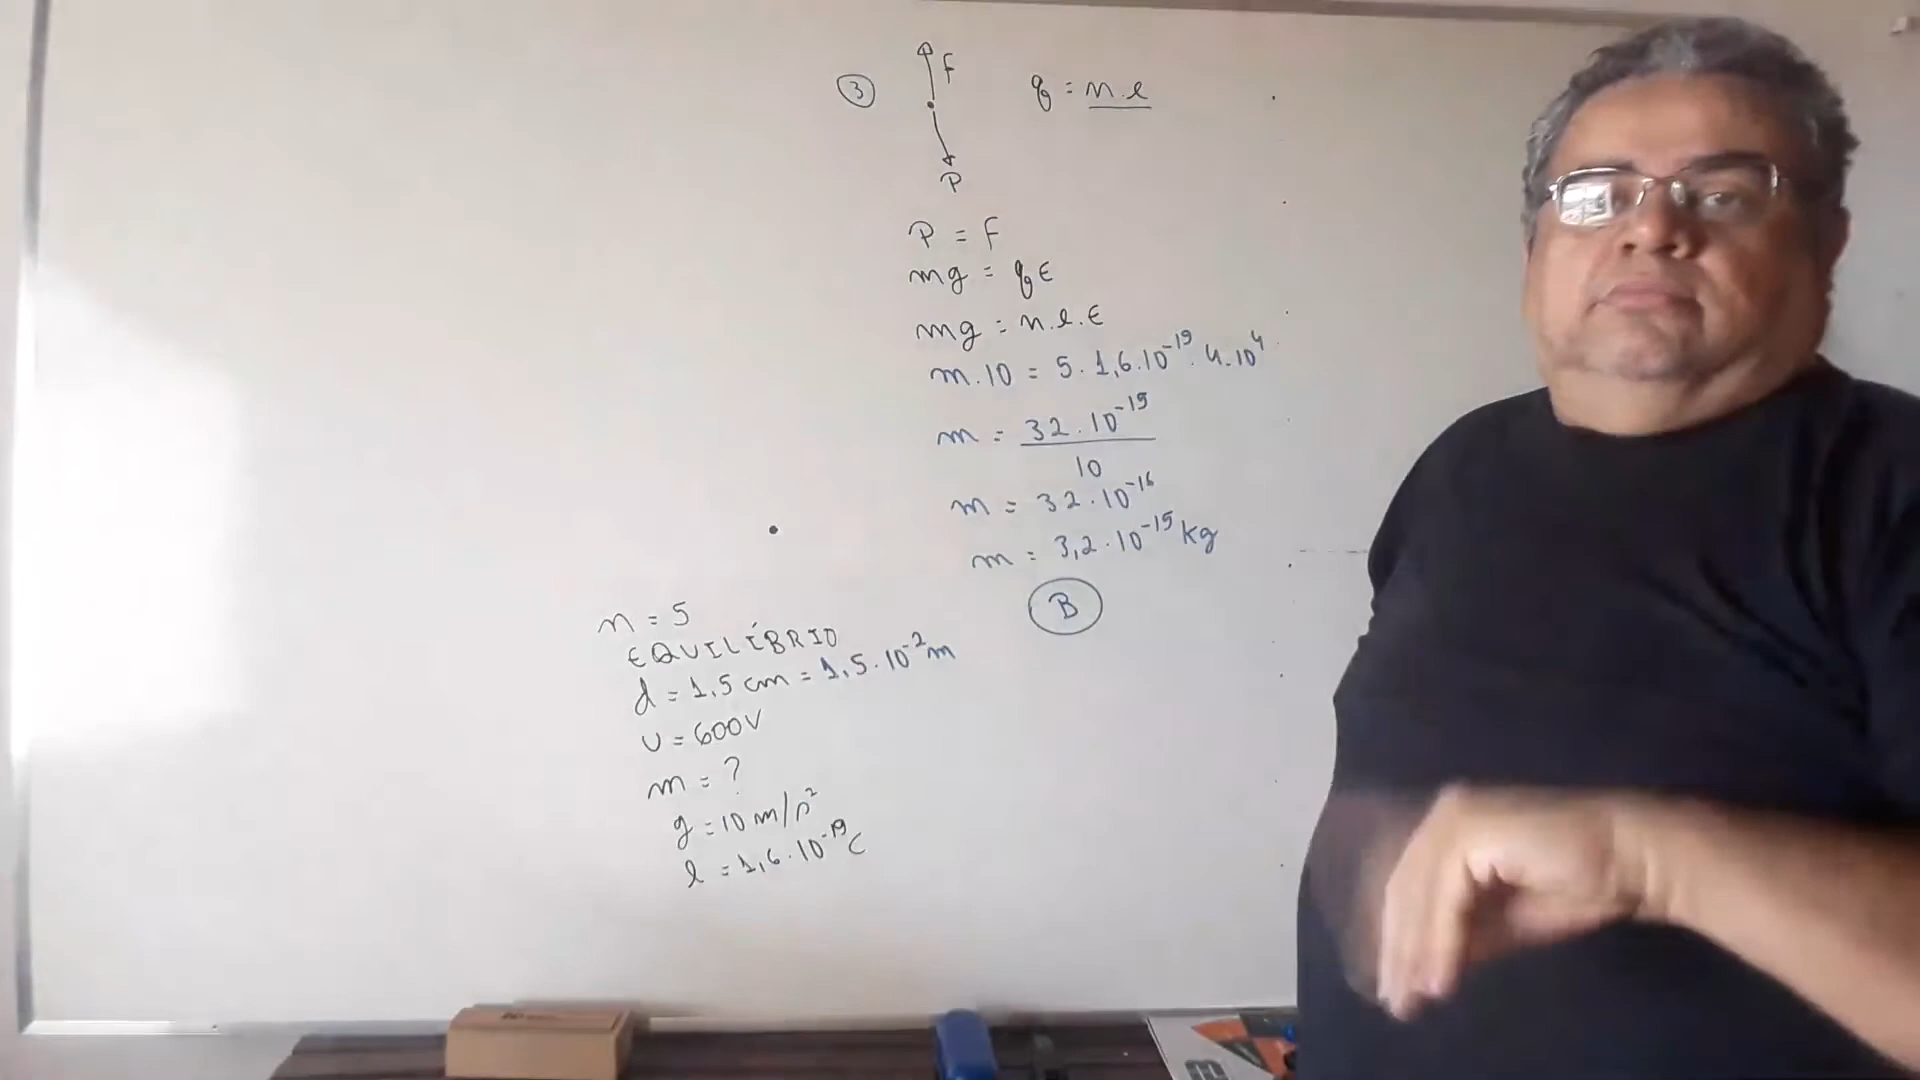 ③ F q = n.e
P
P = F
mg = qE
mg = n.e.E
m.10 = 5.1,6.10⁻¹⁹.4.10⁴
m = 32.10⁻¹⁵
10
m = 32.10⁻¹⁶
m = 3,2.10⁻¹⁵ kg
B
n = 5
EQUILÍBRIO
d = 1,5 cm = 1,5.10⁻² m
U = 600V
m = ?
g = 10 m/s²
e = 1,6.10⁻¹⁹ C